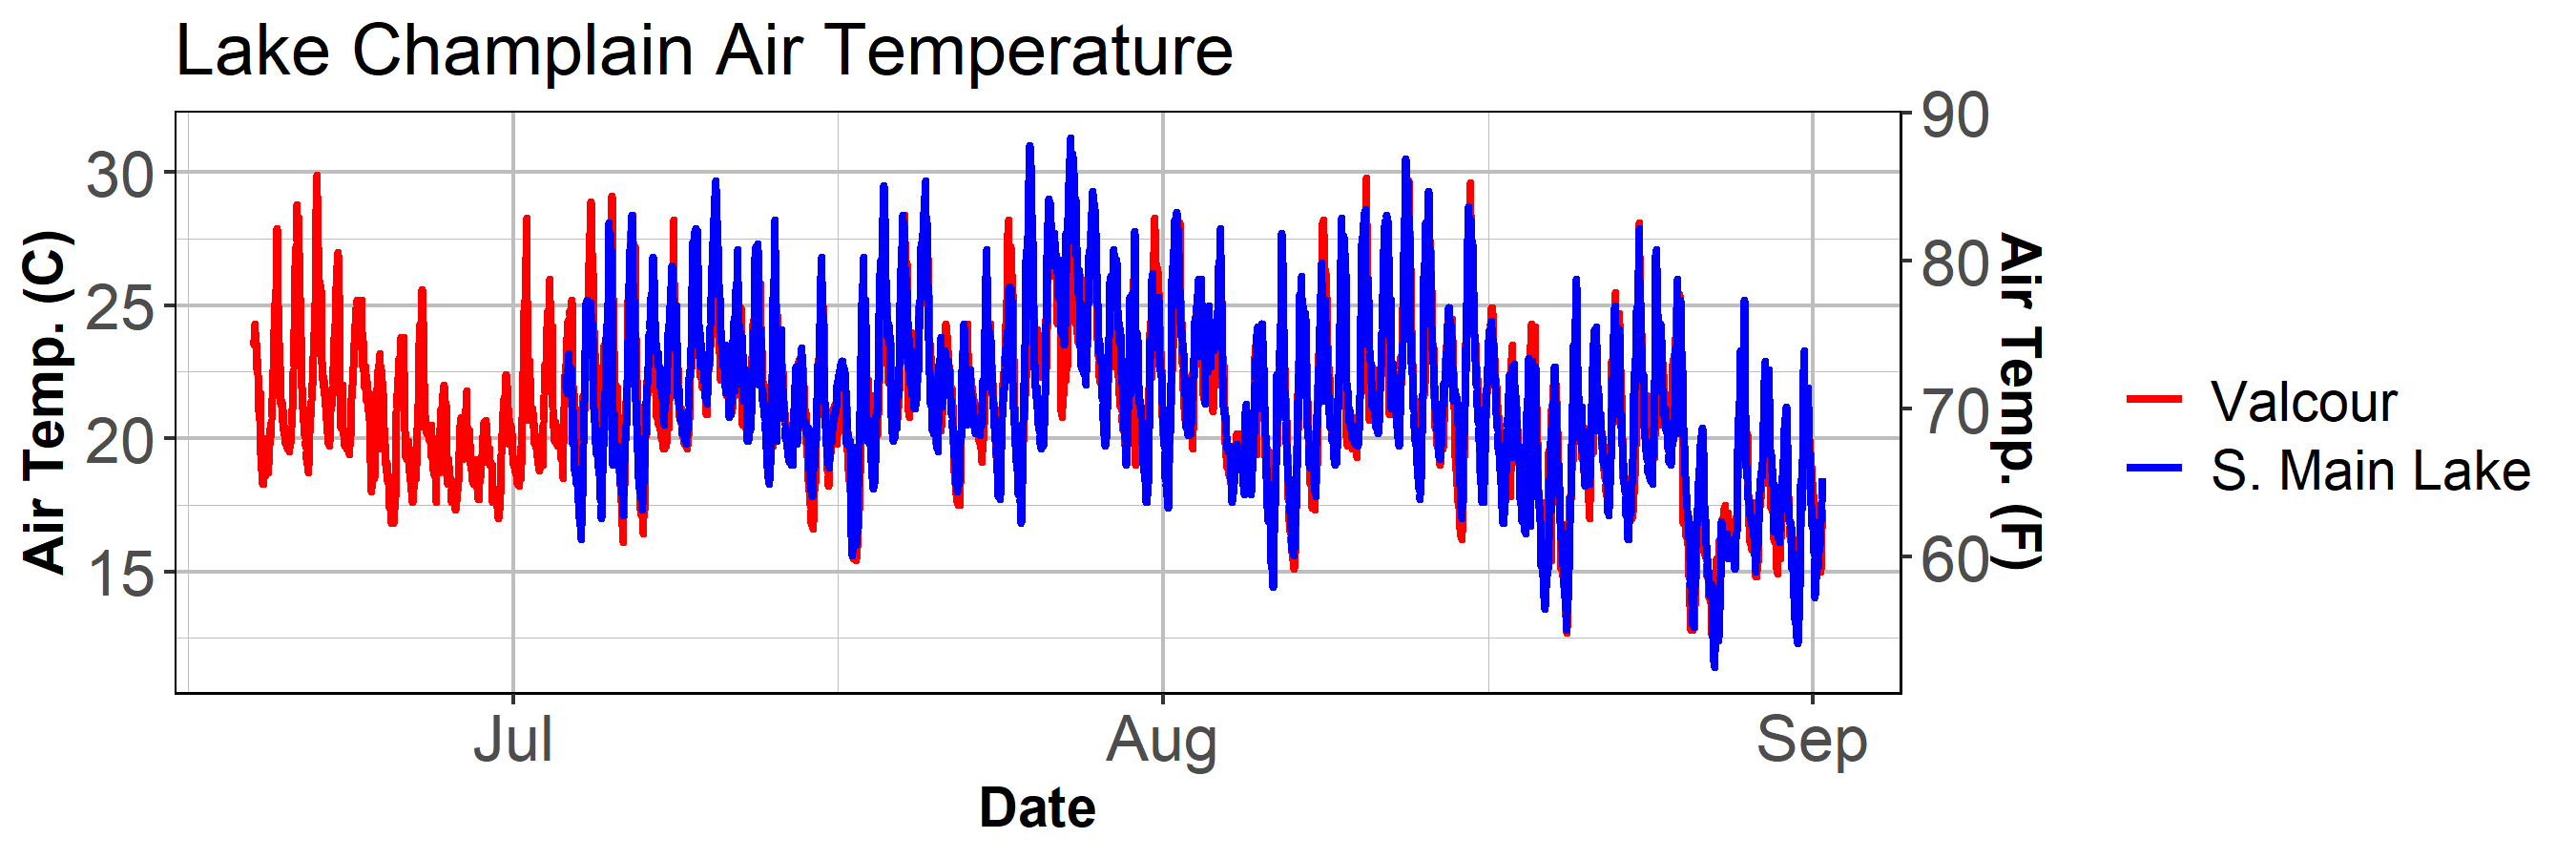 Lake Champlain Air Temperature
Air Temp. (C)
30
25
20
15
90
80
70
60
Air Temp. (F)
Jul
Aug
Sep
Date
Valcour
S. Main Lake